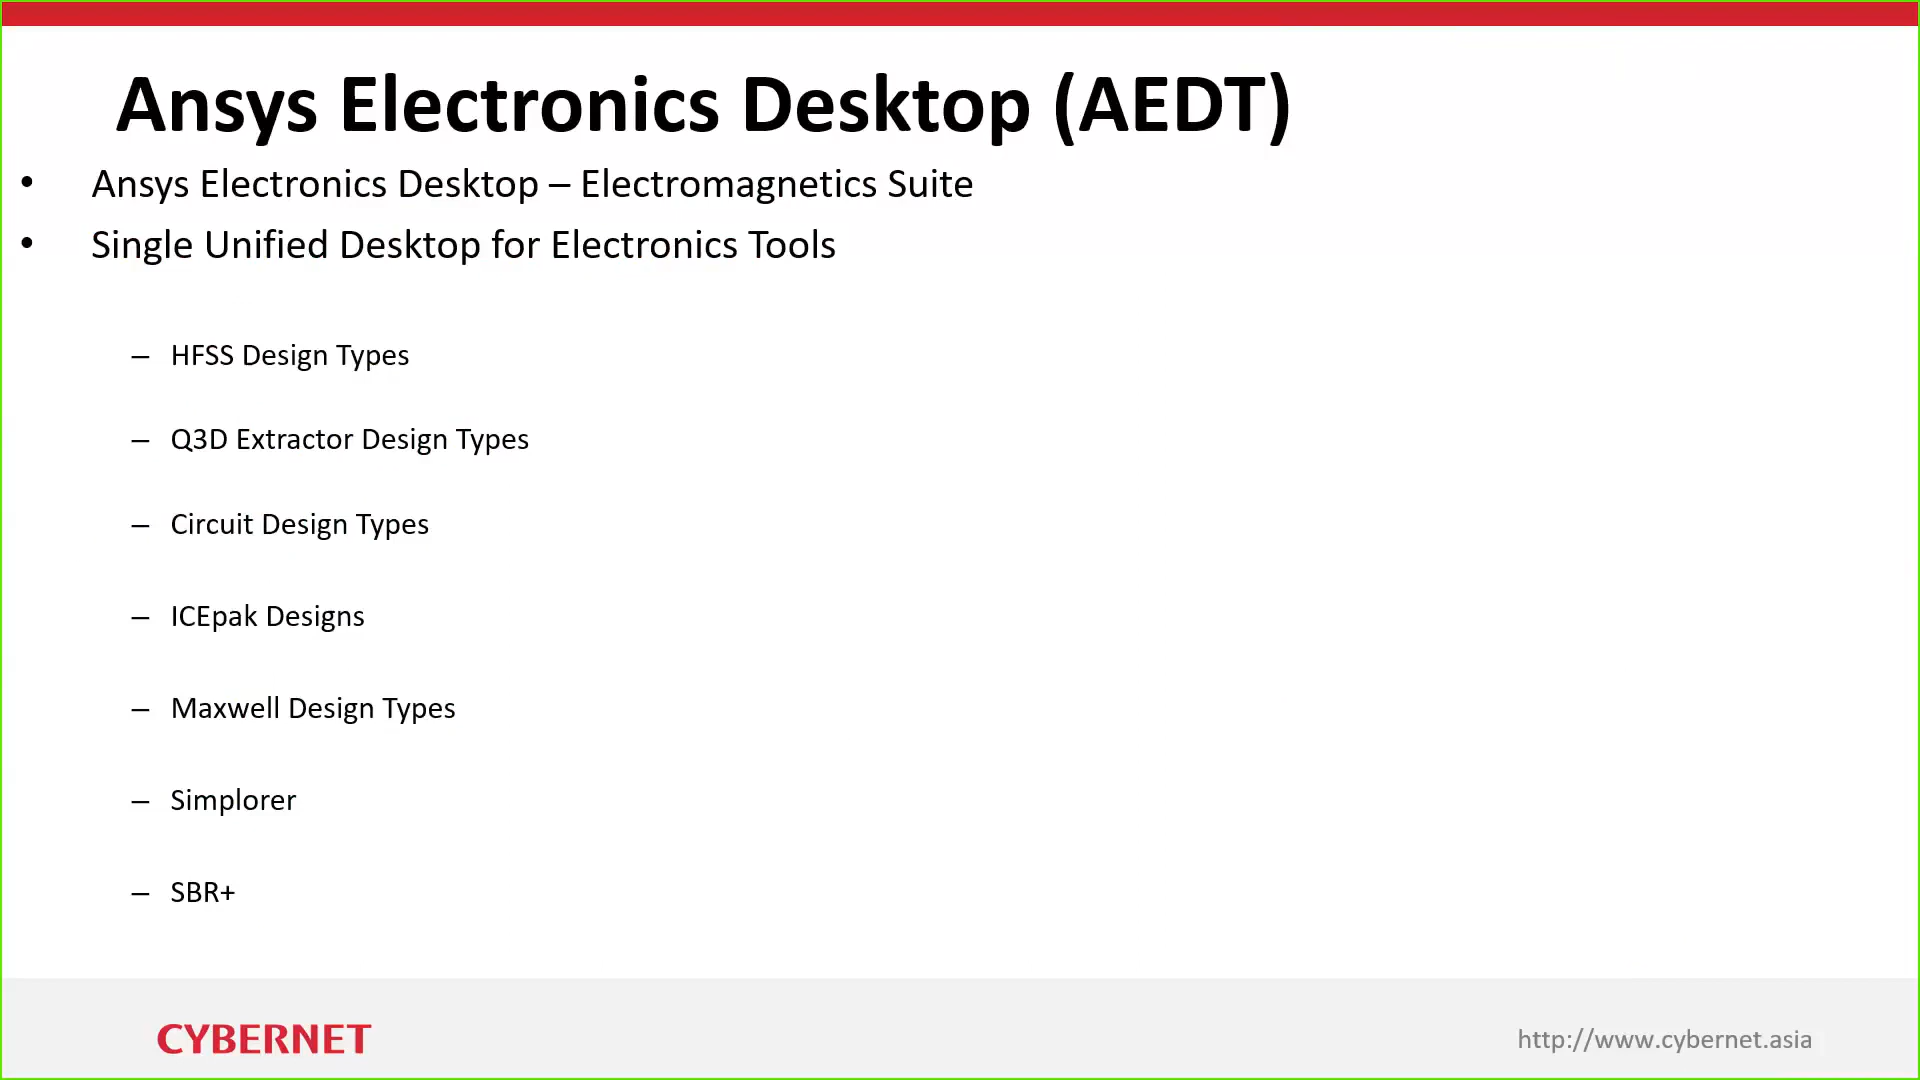 Ansys Electronics Desktop (AEDT)
• Ansys Electronics Desktop – Electromagnetics Suite
• Single Unified Desktop for Electronics Tools
– HFSS Design Types
– Q3D Extractor Design Types
– Circuit Design Types
– ICEpak Designs
– Maxwell Design Types
– Simplorer
– SBR+
CYBERNET
http://www.cybernet.asia